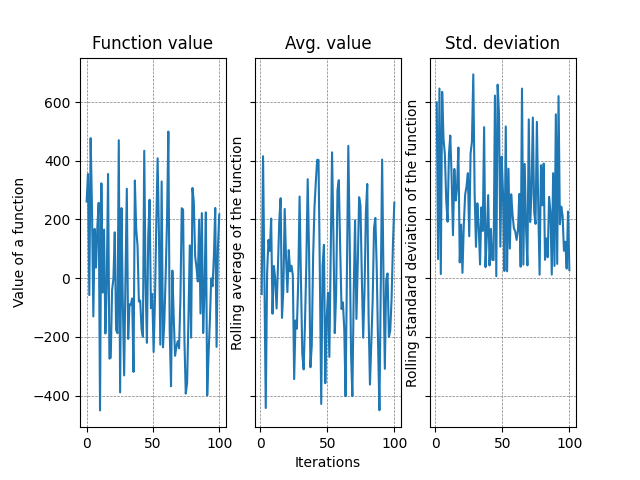 Function value
Avg. value
Std. deviation
Value of a function
600
400
200
0
−200
−400
0
50
100
Rolling average of the function
0
50
100
Iterations
Rolling standard deviation of the function
0
50
100